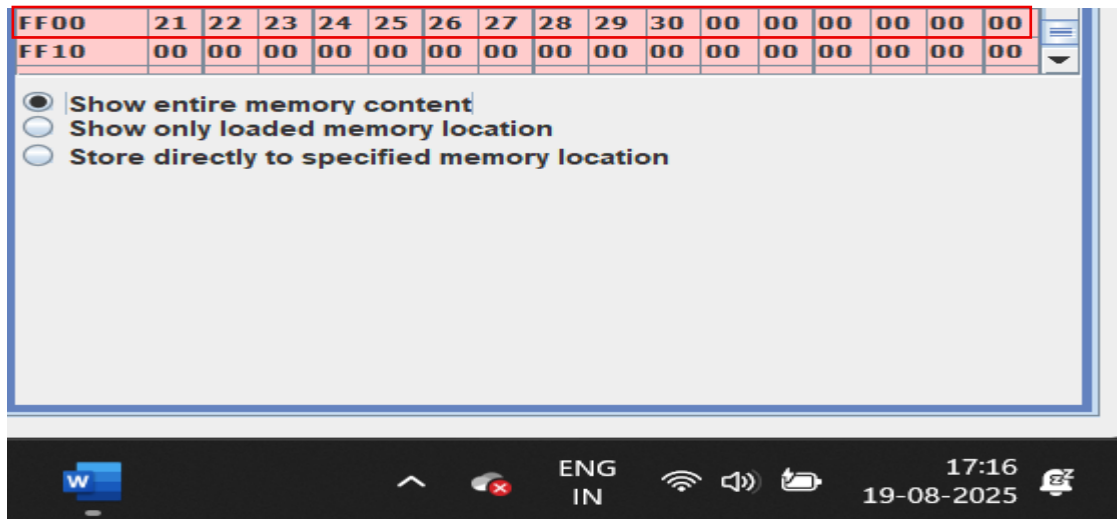 FF00 21 22 23 24 25 26 27 28 29 30 00 00 00 00 00 00
FF10 00 00 00 00 00 00 00 00 00 00 00 00 00 00 00 00
Show entire memory content
Show only loaded memory location
Store directly to specified memory location
W
ENG 17:16
IN 19-08-2025